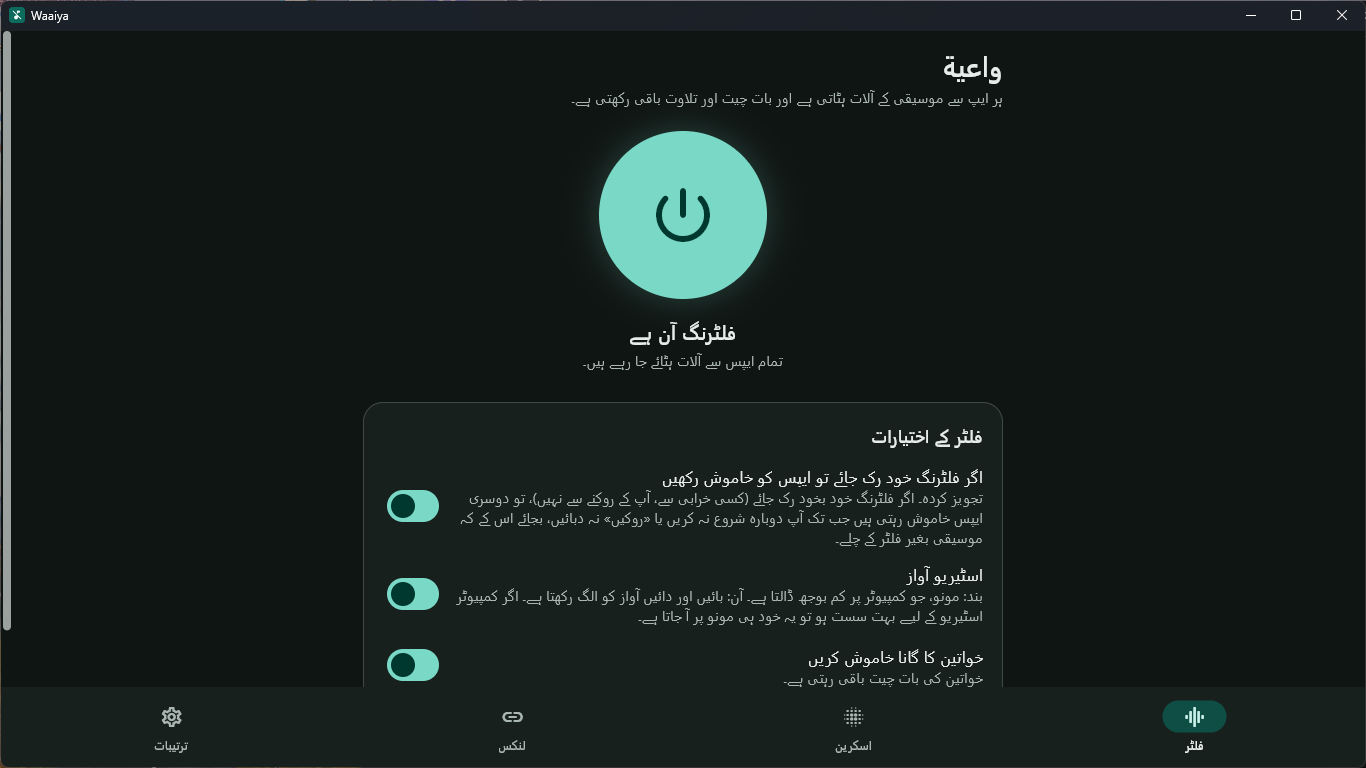 Waaiya
واعية
ہر ایپ سے موسیقی کے آلات ہٹاتی ہے اور بات چیت اور تلاوت باقی رکھتی ہے۔
فلٹرنگ آن ہے
تمام ایپس سے آلات ہٹائے جا رہے ہیں۔
فلٹر کے اختیارات
اگر فلٹرنگ خود رک جائے تو ایپس کو خاموش رکھیں
تجویز کردہ۔ اگر فلٹرنگ خود بخود رک جائے (کسی خرابی سے، آپ کے روکنے سے نہیں)، تو دوسری
ایپس خاموش رہتی ہیں جب تک آپ دوبارہ شروع نہ کریں یا «روکیں» نہ دبائیں، بجائے اس کے کہ
موسیقی بغیر فلٹر کے چلے۔
اسٹیریو آواز
بند: مونو، جو کمپیوٹر پر کم بوجھ ڈالتا ہے۔ آن: بائیں اور دائیں آواز کو الگ رکھتا ہے۔ اگر کمپیوٹر
اسٹیریو کے لیے بہت سست ہو تو یہ خود ہی مونو پر آ جاتا ہے۔
خواتین کا گانا خاموش کریں
خواتین کی بات چیت باقی رہتی ہے۔
فلٹر
اسکرین
لنکس
ترتیبات